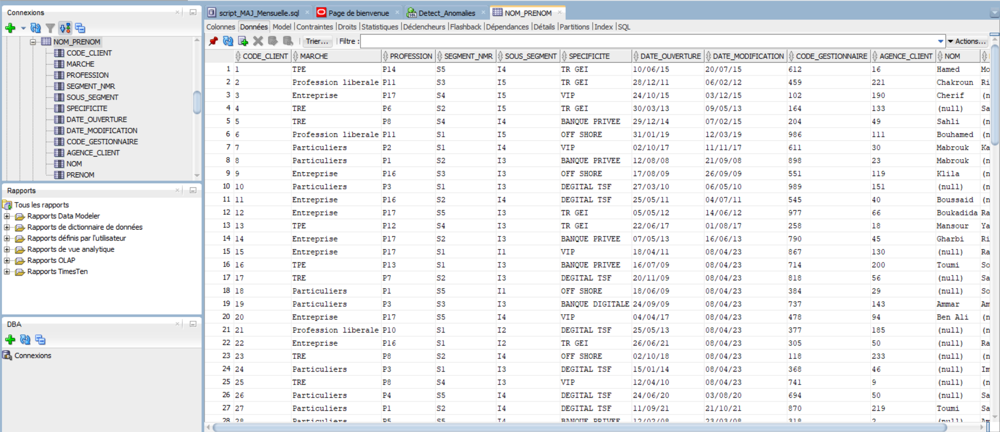 Connexions
NOM_PRENOM
CODE_CLIENT
MARCHE
PROFESSION
SEGMENT_NMR
SOUS_SEGMENT
SPECIFICITE
DATE_OUVERTURE
DATE_MODIFICATION
CODE_GESTIONNAIRE
AGENCE_CLIENT
NOM
PRENOM
Rapports
Tous les rapports
Rapports Data Modeler
Rapports de dictionnaire de données
Rapports définis par l'utilisateur
Rapports de vue analytique
Rapports OLAP
Rapports TimesTen
DBA
Connexions
script_MAJ_Mensuelle.sql Page de bienvenue Detect_Anomalies NOM_PRENOM
Colonnes Données Model |Contraintes |Droits |Statistiques |Déclencheurs |Flashback |Dépendances |Détails |Partitions |Index |SQL
Trier... Filtre : Actions...
CODE_CLIENT MARCHE PROFESSION SEGMENT_NMR SOUS_SEGMENT SPECIFICITE DATE_OUVERTURE DATE_MODIFICATION CODE_GESTIONNAIRE AGENCE_CLIENT NOM
1 1 TPE P14 S5 I4 TR GEI 10/06/15 20/07/15 612 16 Hamed Mo
2 2 Profession liberale P11 S3 I5 TR GEI 28/12/11 06/02/12 459 221 Chakroun Ri
3 3 Entreprise P17 S4 I5 VIP 24/10/15 03/12/15 102 190 Cherif (n
4 4 TRE P6 S2 I5 TR GEI 30/03/13 09/05/13 164 133 (null) Sa
5 5 TRE P8 S4 I4 BANQUE PRIVEE 29/12/14 07/02/15 204 49 Sahli (n
6 6 Profession liberale P11 S1 I5 OFF SHORE 31/01/19 12/03/19 986 111 Bouhamed (n
7 7 Particuliers P2 S1 I4 VIP 02/10/17 11/11/17 611 30 Mabrouk Ka
8 8 Particuliers P1 S2 I3 BANQUE PRIVEE 12/08/08 21/09/08 898 23 Mabrouk (n
9 9 Entreprise P16 S3 I3 OFF SHORE 17/08/09 26/09/09 551 119 Klila (n
10 10 Particuliers P3 S1 I3 DEGITAL TSF 27/03/10 06/05/10 989 151 (null) (n
11 11 Entreprise P16 S2 I4 DEGITAL TSF 25/05/11 04/07/11 545 40 Boussaid (n
12 12 Entreprise P17 S5 I3 TR GEI 05/05/12 14/06/12 977 66 Boukadida Ra
13 13 TPE P12 S4 I3 TR GEI 22/06/17 01/08/17 258 18 Mansour Ya
14 14 Entreprise P17 S2 I3 BANQUE PRIVEE 07/05/13 16/06/13 790 45 Gharbi Ri
15 15 Entreprise P17 S1 I1 VIP 18/04/11 08/04/23 867 130 (null) Ra
16 16 TPE P13 S1 I3 BANQUE PRIVEE 16/07/09 08/04/23 714 200 Toumi So
17 17 TRE P7 S2 I3 DEGITAL TSF 20/11/09 08/04/23 818 56 (null) Sa
18 18 Particuliers P1 S5 I1 OFF SHORE 18/06/09 08/04/23 384 29 (null) So
19 19 Particuliers P3 S3 I3 BANQUE DIGITALE 24/09/09 08/04/23 737 143 Ammar Am
20 20 Entreprise P17 S5 I4 VIP 04/04/17 08/04/23 478 94 Ben Ali (n
21 21 Profession liberale P10 S1 I2 DEGITAL TSF 25/05/13 08/04/23 377 185 (null) (n
22 22 Entreprise P16 S1 I2 TR GEI 26/06/21 08/04/23 305 50 (null) Ra
23 23 TRE P8 S2 I4 OFF SHORE 02/10/18 08/04/23 118 233 (null) (n
24 24 Particuliers P3 S1 I3 DEGITAL TSF 15/01/14 08/04/23 368 46 (null) Im
25 25 TRE P8 S4 I3 VIP 12/04/10 08/04/23 741 9 (null) (n
26 26 Particuliers P4 S5 I4 DEGITAL TSF 24/06/20 03/08/20 694 50 (null) Sa
27 27 Particuliers P1 S2 I4 DEGITAL TSF 11/09/21 21/10/21 870 219 Toumi Sa
28 28 Particuliers P5 S5 I4 BANQUE PRIVEE 12/02/08 23/03/08 318 2 (null)